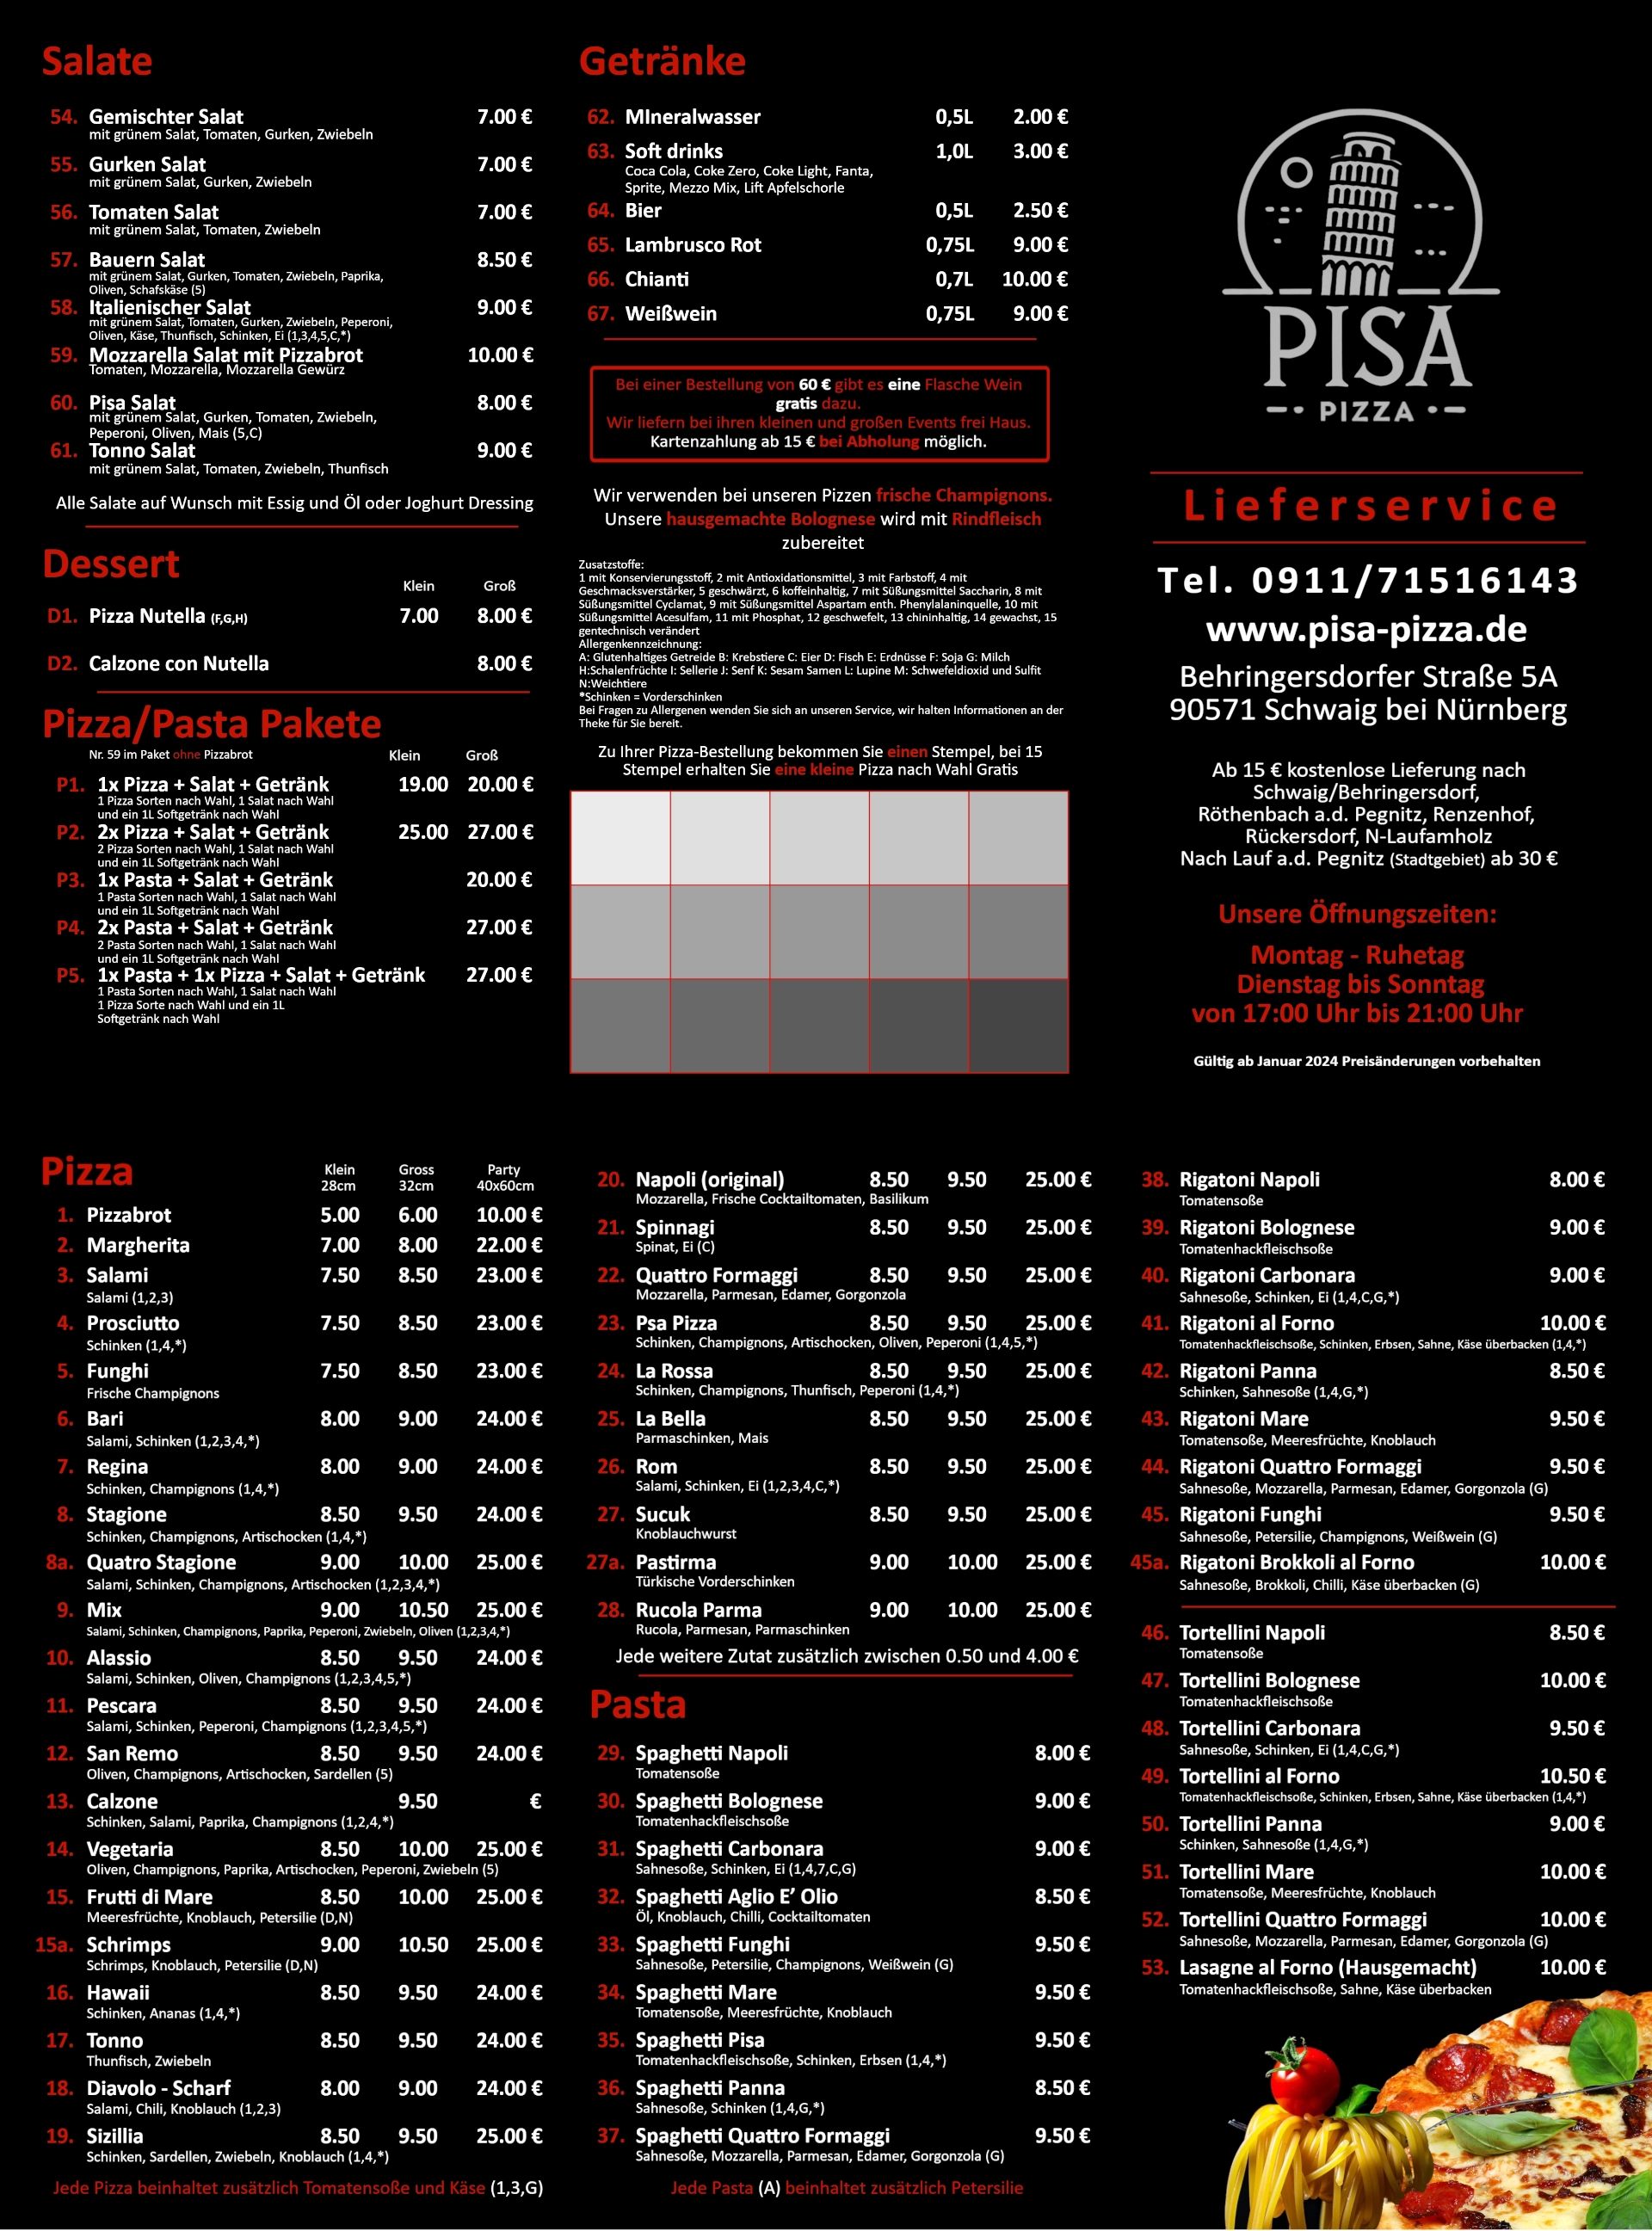 Salate
54. Gemischter Salat 7.00 €
mit grünem Salat, Tomaten, Gurken, Zwiebeln
55. Gurken Salat 7.00 €
mit grünem Salat, Gurken, Zwiebeln
56. Tomaten Salat 7.00 €
mit grünem Salat, Tomaten, Zwiebeln
57. Bauern Salat 8.50 €
mit grünem Salat, Gurken, Tomaten, Zwiebeln, Paprika,
Oliven, Schafskäse (5)
58. Italienischer Salat 9.00 €
mit grünem Salat, Tomaten, Gurken, Zwiebeln, Peperoni,
Oliven, Käse, Thunfisch, Schinken, Ei (1,3,4,5,C,*)
59. Mozzarella Salat mit Pizzabrot 10.00 €
Tomaten, Mozzarella, Mozzarella Gewürz
60. Pisa Salat 8.00 €
mit grünem Salat, Gurken, Tomaten, Zwiebeln,
Peperoni, Oliven, Mais (5,C)
61. Tonno Salat 9.00 €
mit grünem Salat, Tomaten, Zwiebeln, Thunfisch
Alle Salate auf Wunsch mit Essig und Öl oder Joghurt Dressing
Dessert
Klein Groß
D1. Pizza Nutella (F,G,H) 7.00 8.00 €
D2. Calzone con Nutella 8.00 €
Pizza/Pasta Pakete
Nr. 59 im Paket ohne Pizzabrot Klein Groß
P1. 1x Pizza + Salat + Getränk 19.00 20.00 €
1 Pizza Sorten nach Wahl, 1 Salat nach Wahl
und ein 1L Softgetränk nach Wahl
P2. 2x Pizza + Salat + Getränk 25.00 27.00 €
2 Pizza Sorten nach Wahl, 1 Salat nach Wahl
und ein 1L Softgetränk nach Wahl
P3. 1x Pasta + Salat + Getränk 20.00 €
1 Pasta Sorten nach Wahl, 1 Salat nach Wahl
und ein 1L Softgetränk nach Wahl
P4. 2x Pasta + Salat + Getränk 27.00 €
2 Pasta Sorten nach Wahl, 1 Salat nach Wahl
und ein 1L Softgetränk nach Wahl
P5. 1x Pasta + 1x Pizza + Salat + Getränk 27.00 €
1 Pasta Sorten nach Wahl, 1 Salat nach Wahl
1 Pizza Sorte nach Wahl und ein 1L
Softgetränk nach Wahl
Getränke
62. MIneralwasser 0,5L 2.00 €
63. Soft drinks 1,0L 3.00 €
Coca Cola, Coke Zero, Coke Light, Fanta,
Sprite, Mezzo Mix, Lift Apfelschorle
64. Bier 0,5L 2.50 €
65. Lambrusco Rot 0,75L 9.00 €
66. Chianti 0,7L 10.00 €
67. Weißwein 0,75L 9.00 €
Bei einer Bestellung von 60 € gibt es eine Flasche Wein
gratis dazu.
Wir liefern bei ihren kleinen und großen Events frei Haus.
Kartenzahlung ab 15 € bei Abholung möglich.
Wir verwenden bei unseren Pizzen frische Champignons.
Unsere hausgemachte Bolognese wird mit Rindfleisch
zubereitet
Zusatzstoffe:
1 mit Konservierungsstoff, 2 mit Antioxidationsmittel, 3 mit Farbstoff, 4 mit
Geschmacksverstärker, 5 geschwärzt, 6 koffeinhaltig, 7 mit Süßungsmittel Saccharin, 8 mit
Süßungsmittel Cyclamat, 9 mit Süßungsmittel Aspartam enth. Phenylalaninquelle, 10 mit
Süßungsmittel Acesulfam, 11 mit Phosphat, 12 geschwefelt, 13 chininhaltig, 14 gewachst, 15
gentechnisch verändert
Allergenkennzeichnung:
A: Glutenhaltiges Getreide B: Krebstiere C: Eier D: Fisch E: Erdnüsse F: Soja G: Milch
H:Schalenfrüchte I: Sellerie J: Senf K: Sesam Samen L: Lupine M: Schwefeldioxid und Sulfit
N:Weichtiere
*Schinken = Vorderschinken
Bei Fragen zu Allergenen wenden Sie sich an unseren Service, wir halten Informationen an der
Theke für Sie bereit.
Zu Ihrer Pizza-Bestellung bekommen Sie einen Stempel, bei 15
Stempel erhalten Sie eine kleine Pizza nach Wahl Gratis
PISA
PIZZA
Lieferservice
Tel. 0911/71516143
www.pisa-pizza.de
Behringersdorfer Straße 5A
90571 Schwaig bei Nürnberg
Ab 15 € kostenlose Lieferung nach
Schwaig/Behringersdorf,
Röthenbach a.d. Pegnitz, Renzenhof,
Rückersdorf, N-Laufamholz
Nach Lauf a.d. Pegnitz (Stadtgebiet) ab 30 €
Unsere Öffnungszeiten:
Montag - Ruhetag
Dienstag bis Sonntag
von 17:00 Uhr bis 21:00 Uhr
Gültig ab Januar 2024 Preisänderungen vorbehalten
Pizza
Klein Gross Party
28cm 32cm 40x60cm
1. Pizzabrot 5.00 6.00 10.00 €
2. Margherita 7.00 8.00 22.00 €
3. Salami 7.50 8.50 23.00 €
Salami (1,2,3)
4. Prosciutto 7.50 8.50 23.00 €
Schinken (1,4,*)
5. Funghi 7.50 8.50 23.00 €
Frische Champignons
6. Bari 8.00 9.00 24.00 €
Salami, Schinken (1,2,3,4,*)
7. Regina 8.00 9.00 24.00 €
Schinken, Champignons (1,4,*)
8. Stagione 8.50 9.50 24.00 €
Schinken, Champignons, Artischocken (1,4,*)
8a. Quatro Stagione 9.00 10.00 25.00 €
Salami, Schinken, Champignons, Artischocken (1,2,3,4,*)
9. Mix 9.00 10.50 25.00 €
Salami, Schinken, Champignons, Paprika, Peperoni, Zwiebeln, Oliven (1,2,3,4,*)
10. Alassio 8.50 9.50 24.00 €
Salami, Schinken, Oliven, Champignons (1,2,3,4,5,*)
11. Pescara 8.50 9.50 24.00 €
Salami, Schinken, Peperoni, Champignons (1,2,3,4,5,*)
12. San Remo 8.50 9.50 24.00 €
Oliven, Champignons, Artischocken, Sardellen (5)
13. Calzone 9.50 €
Schinken, Salami, Paprika, Champignons (1,2,4,*)
14. Vegetaria 8.50 10.00 25.00 €
Oliven, Champignons, Paprika, Artischocken, Peperoni, Zwiebeln (5)
15. Frutti di Mare 8.50 10.00 25.00 €
Meeresfrüchte, Knoblauch, Petersilie (D,N)
15a. Schrimps 9.00 10.50 25.00 €
Schrimps, Knoblauch, Petersilie (D,N)
16. Hawaii 8.50 9.50 24.00 €
Schinken, Ananas (1,4,*)
17. Tonno 8.50 9.50 24.00 €
Thunfisch, Zwiebeln
18. Diavolo - Scharf 8.00 9.00 24.00 €
Salami, Chili, Knoblauch (1,2,3)
19. Sizillia 8.50 9.50 25.00 €
Schinken, Sardellen, Zwiebeln, Knoblauch (1,4,*)
Jede Pizza beinhaltet zusätzlich Tomatensoße und Käse (1,3,G)
20. Napoli (original) 8.50 9.50 25.00 €
Mozzarella, Frische Cocktailtomaten, Basilikum
21. Spinnagi 8.50 9.50 25.00 €
Spinat, Ei (C)
22. Quattro Formaggi 8.50 9.50 25.00 €
Mozzarella, Parmesan, Edamer, Gorgonzola
23. Psa Pizza 8.50 9.50 25.00 €
Schinken, Champignons, Artischocken, Oliven, Peperoni (1,4,5,*)
24. La Rossa 8.50 9.50 25.00 €
Schinken, Champignons, Thunfisch, Peperoni (1,4,*)
25. La Bella 8.50 9.50 25.00 €
Parmaschinken, Mais
26. Rom 8.50 9.50 25.00 €
Salami, Schinken, Ei (1,2,3,4,C,*)
27. Sucuk 8.50 9.50 25.00 €
Knoblauchwurst
27a. Pastirma 9.00 10.00 25.00 €
Türkische Vorderschinken
28. Rucola Parma 9.00 10.00 25.00 €
Rucola, Parmesan, Parmaschinken
Jede weitere Zutat zusätzlich zwischen 0.50 und 4.00 €
Pasta
29. Spaghetti Napoli 8.00 €
Tomatensoße
30. Spaghetti Bolognese 9.00 €
Tomatenhackfleischsoße
31. Spaghetti Carbonara 9.00 €
Sahnesoße, Schinken, Ei (1,4,7,C,G)
32. Spaghetti Aglio E’ Olio 8.50 €
Öl, Knoblauch, Chilli, Cocktailtomaten
33. Spaghetti Funghi 9.50 €
Sahnesoße, Petersilie, Champignons, Weißwein (G)
34. Spaghetti Mare 9.50 €
Tomatensoße, Meeresfrüchte, Knoblauch
35. Spaghetti Pisa 9.50 €
Tomatenhackfleischsoße, Schinken, Erbsen (1,4,*)
36. Spaghetti Panna 8.50 €
Sahnesoße, Schinken (1,4,G,*)
37. Spaghetti Quattro Formaggi 9.50 €
Sahnesoße, Mozzarella, Parmesan, Edamer, Gorgonzola (G)
Jede Pasta (A) beinhaltet zusätzlich Petersilie
38. Rigatoni Napoli 8.00 €
Tomatensoße
39. Rigatoni Bolognese 9.00 €
Tomatenhackfleischsoße
40. Rigatoni Carbonara 9.00 €
Sahnesoße, Schinken, Ei (1,4,C,G,*)
41. Rigatoni al Forno 10.00 €
Tomatenhackfleischsoße, Schinken, Erbsen, Sahne, Käse überbacken (1,4,*)
42. Rigatoni Panna 8.50 €
Schinken, Sahnesoße (1,4,G,*)
43. Rigatoni Mare 9.50 €
Tomatensoße, Meeresfrüchte, Knoblauch
44. Rigatoni Quattro Formaggi 9.50 €
Sahnesoße, Mozzarella, Parmesan, Edamer, Gorgonzola (G)
45. Rigatoni Funghi 9.50 €
Sahnesoße, Petersilie, Champignons, Weißwein (G)
45a. Rigatoni Brokkoli al Forno 10.00 €
Sahnesoße, Brokkoli, Chilli, Käse überbacken (G)
46. Tortellini Napoli 8.50 €
Tomatensoße
47. Tortellini Bolognese 10.00 €
Tomatenhackfleischsoße
48. Tortellini Carbonara 9.50 €
Sahnesoße, Schinken, Ei (1,4,C,G,*)
49. Tortellini al Forno 10.50 €
Tomatenhackfleischsoße, Schinken, Erbsen, Sahne, Käse überbacken (1,4,*)
50. Tortellini Panna 9.00 €
Schinken, Sahnesoße (1,4,G,*)
51. Tortellini Mare 10.00 €
Tomatensoße, Meeresfrüchte, Knoblauch
52. Tortellini Quattro Formaggi 10.00 €
Sahnesoße, Mozzarella, Parmesan, Edamer, Gorgonzola (G)
53. Lasagne al Forno (Hausgemacht) 10.00 €
Tomatenhackfleischsoße, Sahne, Käse überbacken